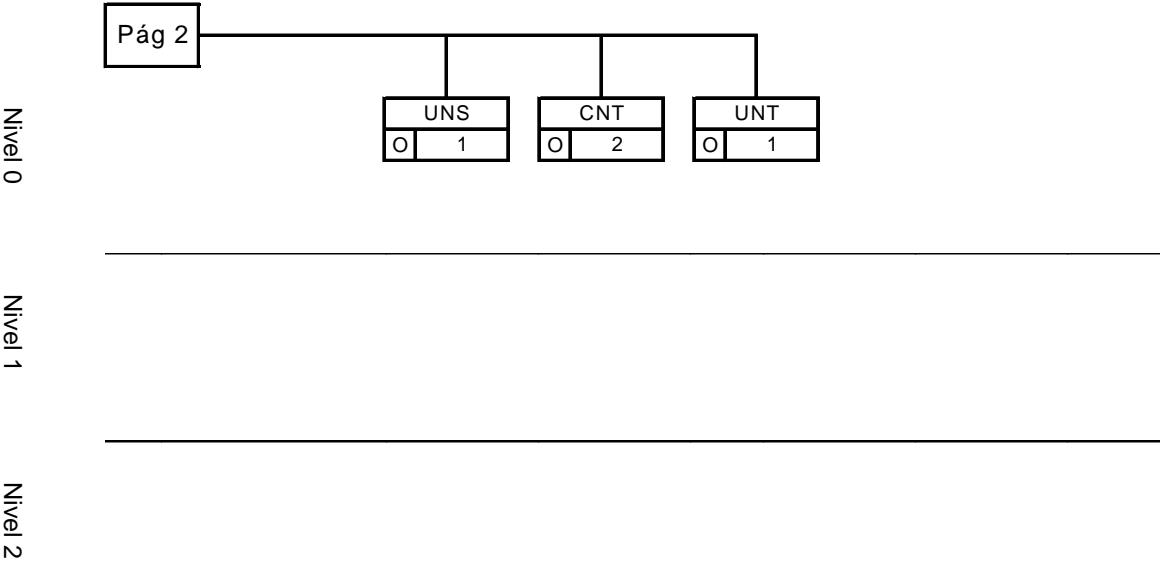 Pág 2
UNS CNT UNT
O 1 O 2 O 1
Nivel 0
Nivel 1
Nivel 2